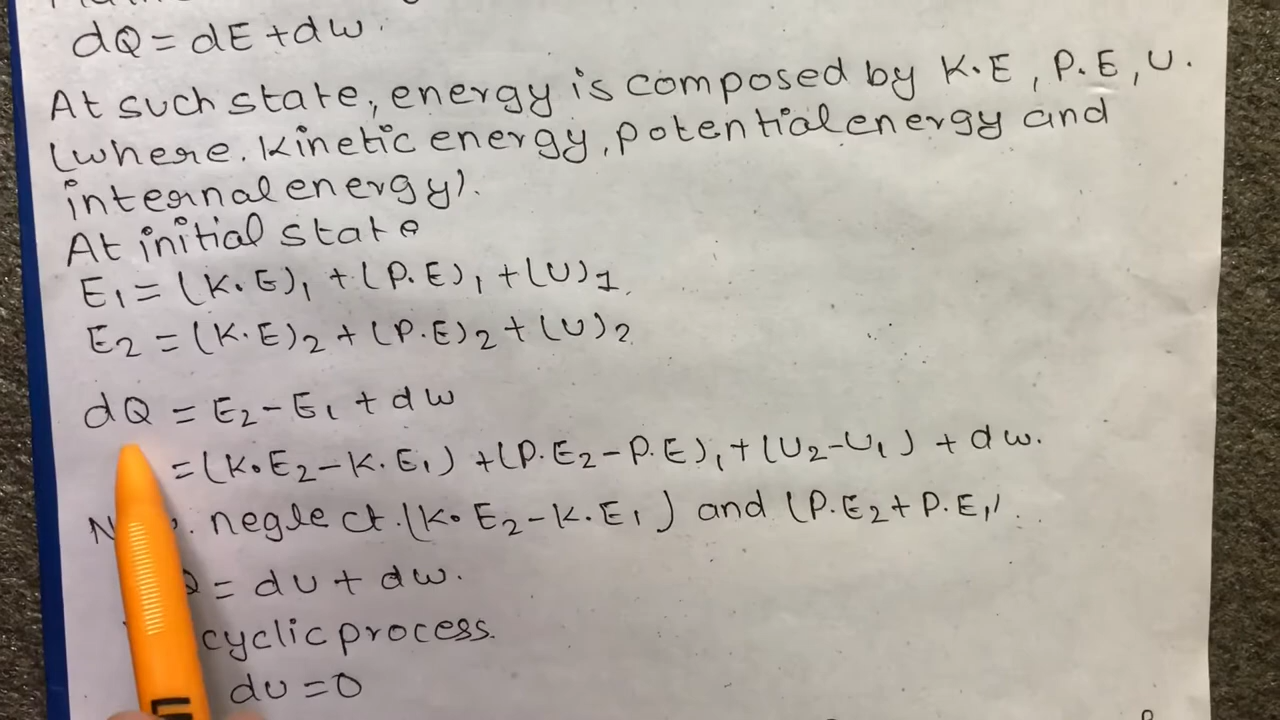 dQ = dE + dw.
At such state, energy is composed by K.E, P.E, U.
(where. Kinetic energy, potential energy and
internal energy).
At initial state
E1 = (K.E)1 + (P.E)1 + (U)1.
E2 = (K.E)2 + (P.E)2 + (U)2
dQ = E2 - E1 + dw
= (K.E2 - K.E1) + (P.E2 - P.E)1 + (U2 - U1) + dw.
neglect. (K.E2 - K.E1) and (P.E2 + P.E1).
= du + dw.
cyclic process.
du = 0